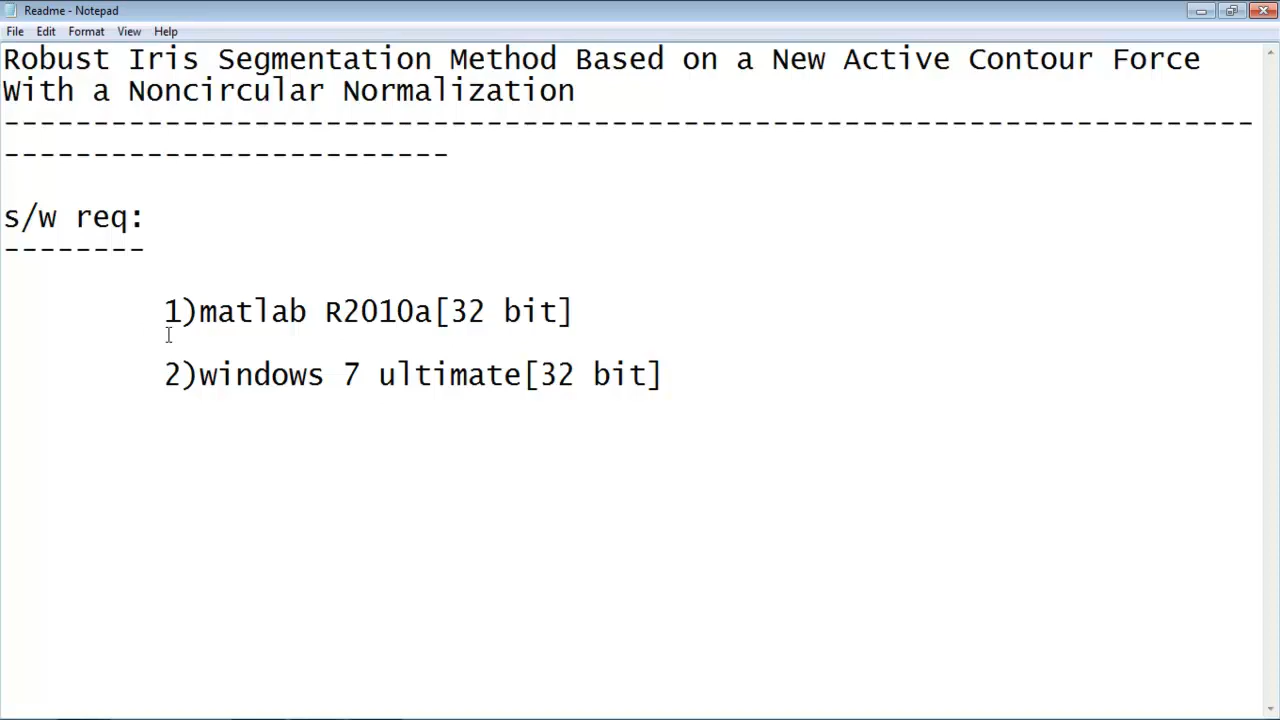 Readme - Notepad
File Edit Format View Help
Robust Iris Segmentation Method Based on a New Active Contour Force
With a Noncircular Normalization
----------------------------------------------------------------------
-------------------------
s/w req:
--------
1)matlab R2010a[32 bit]
2)windows 7 ultimate[32 bit]